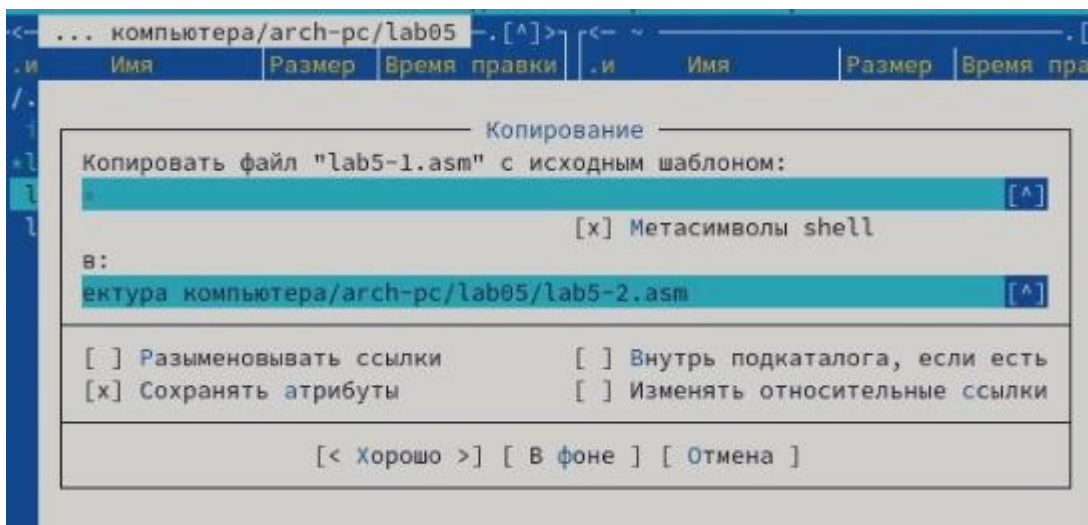 <— ... компьютера/arch-pc/lab05 —.[^]>
<— ~ —.[
.и Имя Размер Время правки .и Имя Размер Время пра
/.
Копирование
Копировать файл "lab5-1.asm" с исходным шаблоном:
* [^]
[x] Метасимволы shell
в:
ектура компьютера/arch-pc/lab05/lab5-2.asm [^]
[ ] Разыменовывать ссылки [ ] Внутрь подкаталога, если есть
[x] Сохранять атрибуты [ ] Изменять относительные ссылки
[< Хорошо >] [ В фоне ] [ Отмена ]